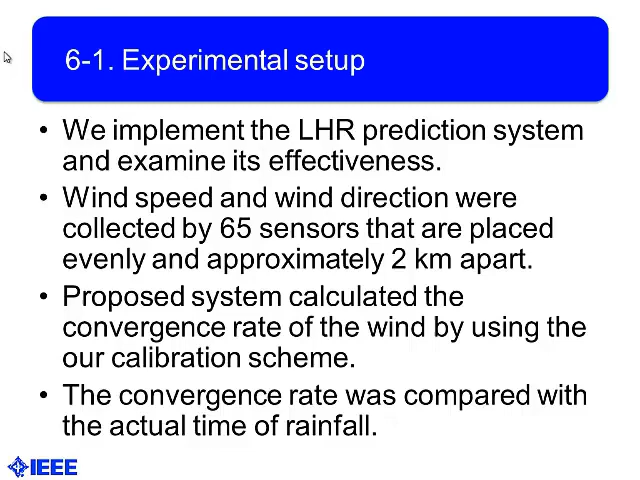 6-1. Experimental setup
• We implement the LHR prediction system
and examine its effectiveness.
• Wind speed and wind direction were
collected by 65 sensors that are placed
evenly and approximately 2 km apart.
• Proposed system calculated the
convergence rate of the wind by using the
our calibration scheme.
• The convergence rate was compared with
the actual time of rainfall.
IEEE